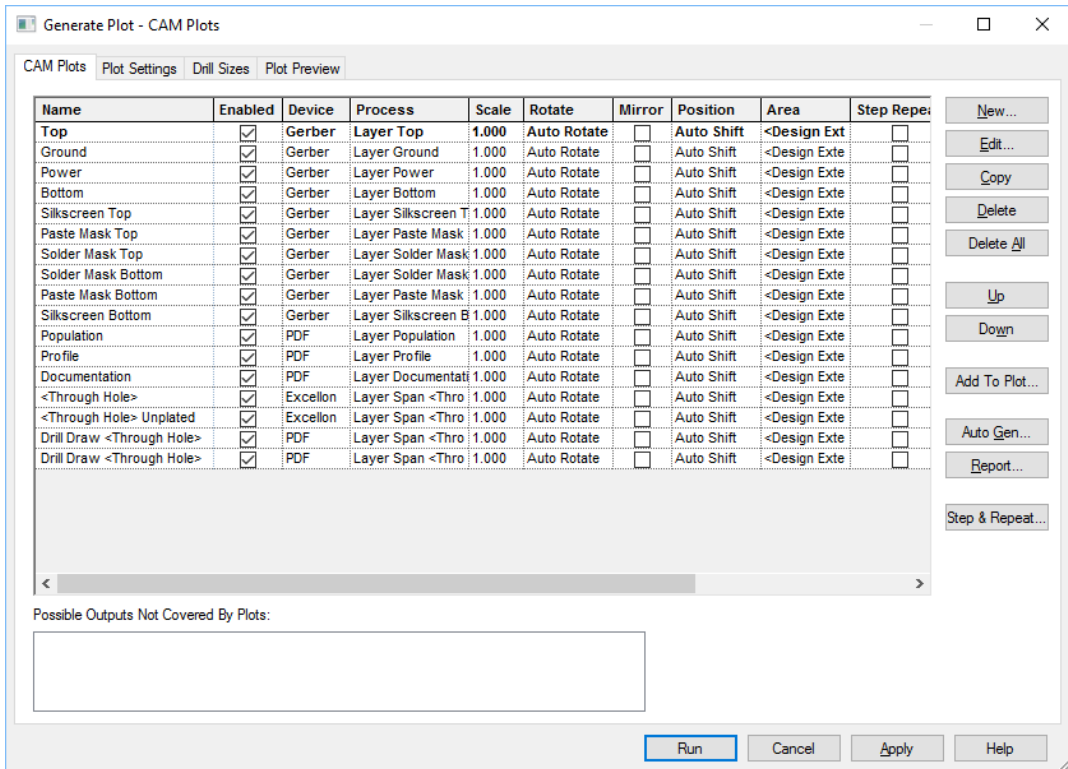 Generate Plot - CAM Plots
CAM Plots Plot Settings Drill Sizes Plot Preview
Name Enabled Device Process Scale Rotate Mirror Position Area Step Repea
Top Gerber Layer Top 1.000 Auto Rotate Auto Shift <Design Ext
Ground Gerber Layer Ground 1.000 Auto Rotate Auto Shift <Design Exte
Power Gerber Layer Power 1.000 Auto Rotate Auto Shift <Design Exte
Bottom Gerber Layer Bottom 1.000 Auto Rotate Auto Shift <Design Exte
Silkscreen Top Gerber Layer Silkscreen T 1.000 Auto Rotate Auto Shift <Design Exte
Paste Mask Top Gerber Layer Paste Mask 1.000 Auto Rotate Auto Shift <Design Exte
Solder Mask Top Gerber Layer Solder Mask 1.000 Auto Rotate Auto Shift <Design Exte
Solder Mask Bottom Gerber Layer Solder Mask 1.000 Auto Rotate Auto Shift <Design Exte
Paste Mask Bottom Gerber Layer Paste Mask 1.000 Auto Rotate Auto Shift <Design Exte
Silkscreen Bottom Gerber Layer Silkscreen B 1.000 Auto Rotate Auto Shift <Design Exte
Population PDF Layer Population 1.000 Auto Rotate Auto Shift <Design Exte
Profile PDF Layer Profile 1.000 Auto Rotate Auto Shift <Design Exte
Documentation PDF Layer Documentati 1.000 Auto Rotate Auto Shift <Design Exte
<Through Hole> Excellon Layer Span <Thro 1.000 Auto Rotate Auto Shift <Design Exte
<Through Hole> Unplated Excellon Layer Span <Thro 1.000 Auto Rotate Auto Shift <Design Exte
Drill Draw <Through Hole> PDF Layer Span <Thro 1.000 Auto Rotate Auto Shift <Design Exte
Drill Draw <Through Hole> PDF Layer Span <Thro 1.000 Auto Rotate Auto Shift <Design Exte
New...
Edit...
Copy
Delete
Delete All
Up
Down
Add To Plot...
Auto Gen...
Report...
Step & Repeat...
Possible Outputs Not Covered By Plots:
Run Cancel Apply Help